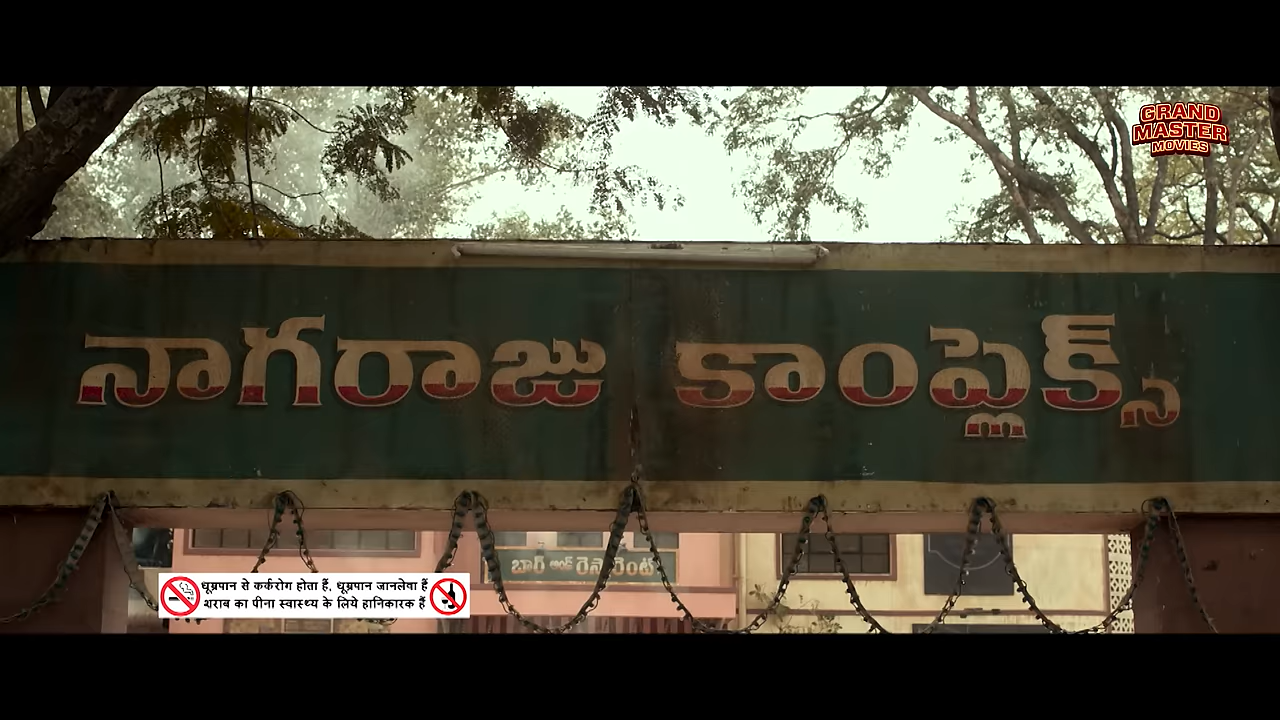 GRAND
MASTER
MOVIES
నాగరాజు కాంప్లెక్స్
బార్ అండ్ రెస్టారెంట్
धूम्रपान से कर्करोग होता हैं. धूम्रपान जानलेवा हैं
शराब का पीना स्वास्थ्य के लिये हानिकारक हैं